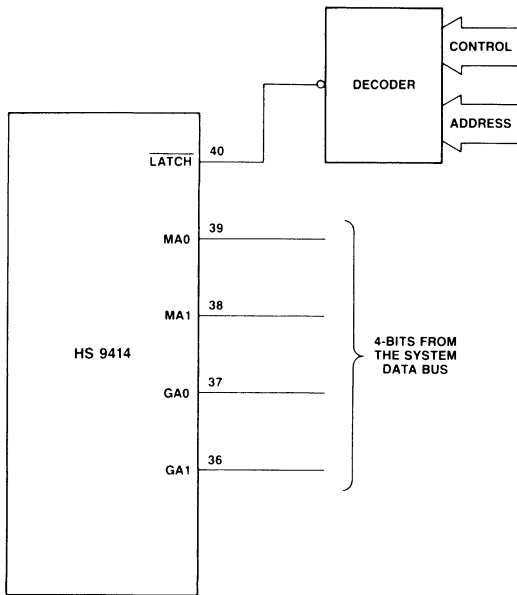 CONTROL
DECODER
ADDRESS
40
LATCH
39
MA0
38
MA1
4-BITS FROM
THE SYSTEM
DATA BUS
HS 9414
37
GA0
36
GA1